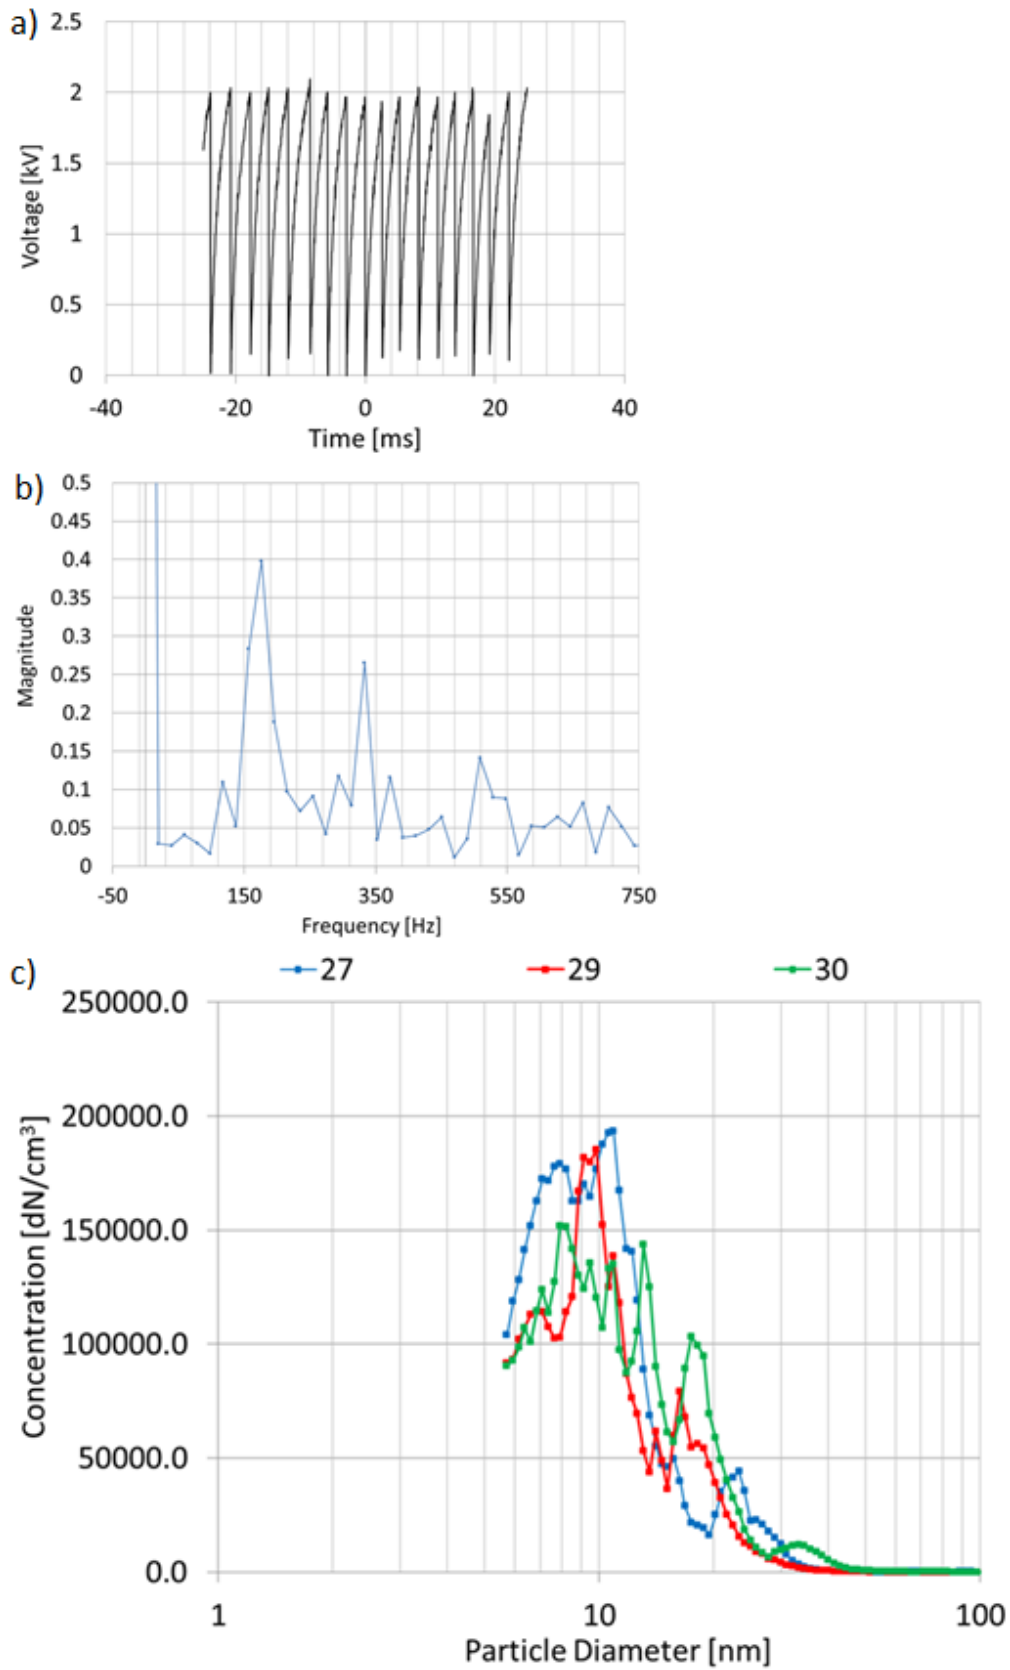 a)
2.5
2
1.5
1
0.5
0
Voltage [kV]
-40 -20 0 20 40
Time [ms]
b)
0.5
0.45
0.4
0.35
0.3
0.25
0.2
0.15
0.1
0.05
0
Magnitude
-50 150 350 550 750
Frequency [Hz]
c)
27 29 30
250000.0
200000.0
150000.0
100000.0
50000.0
0.0
Concentration [dN/cm³]
1 10 100
Particle Diameter [nm]